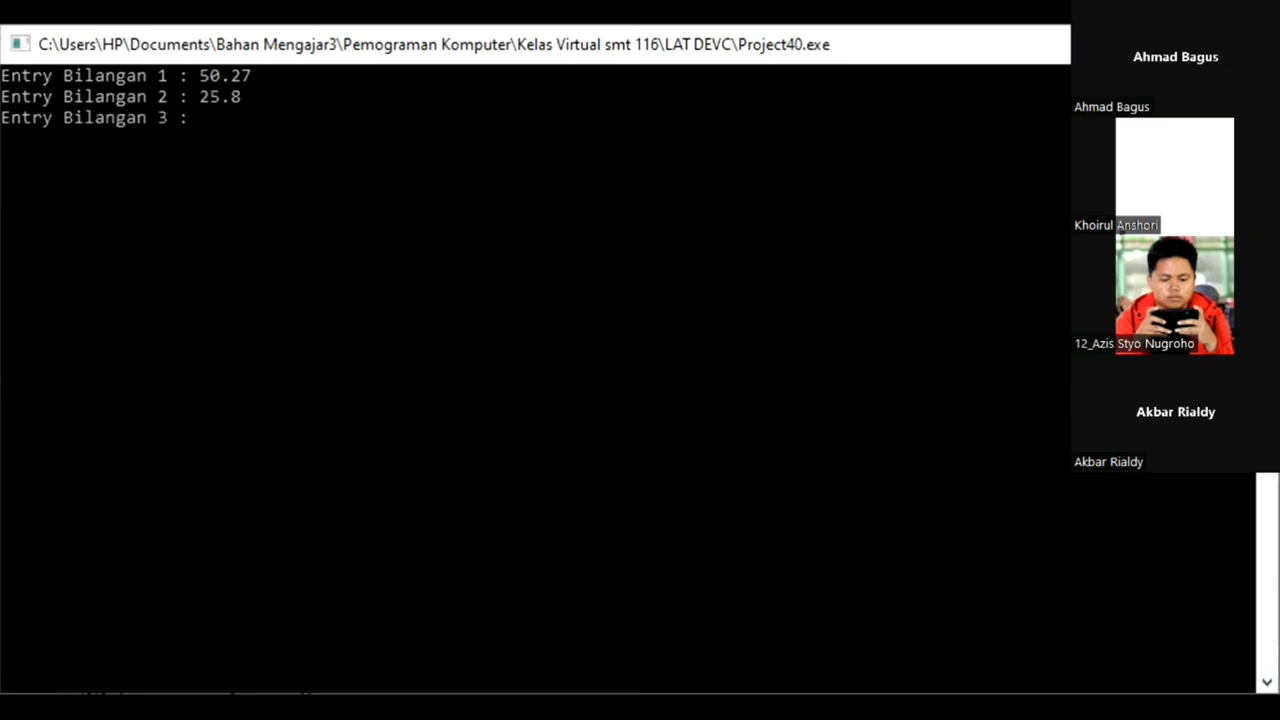 C:\Users\HP\Documents\Bahan Mengajar3\Pemograman Komputer\Kelas Virtual smt 116\LAT DEVC\Project40.exe
Entry Bilangan 1 : 50.27
Entry Bilangan 2 : 25.8
Entry Bilangan 3 :
Ahmad Bagus
Ahmad Bagus
Khoirul Anshori
12_Azis Styo Nugroho
Akbar Rialdy
Akbar Rialdy